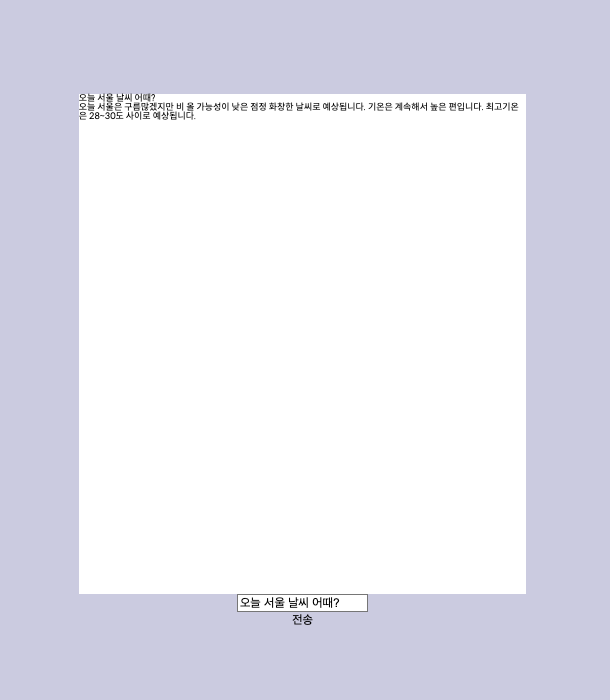 오늘 서울 날씨 어때?
오늘 서울은 구름많겠지만 비 올 가능성이 낮은 점정 화창한 날씨로 예상됩니다. 기온은 계속해서 높은 편입니다. 최고기온
은 28~30도 사이로 예상됩니다.
오늘 서울 날씨 어때?
전송